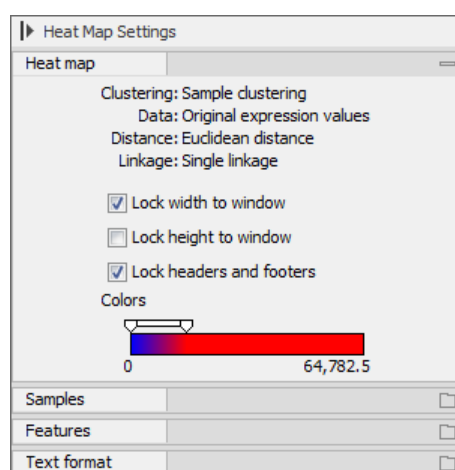 Heat Map Settings
Heat map
Clustering: Sample clustering
Data: Original expression values
Distance: Euclidean distance
Linkage: Single linkage
Lock width to window
Lock height to window
Lock headers and footers
Colors
0 64,782.5
Samples
Features
Text format